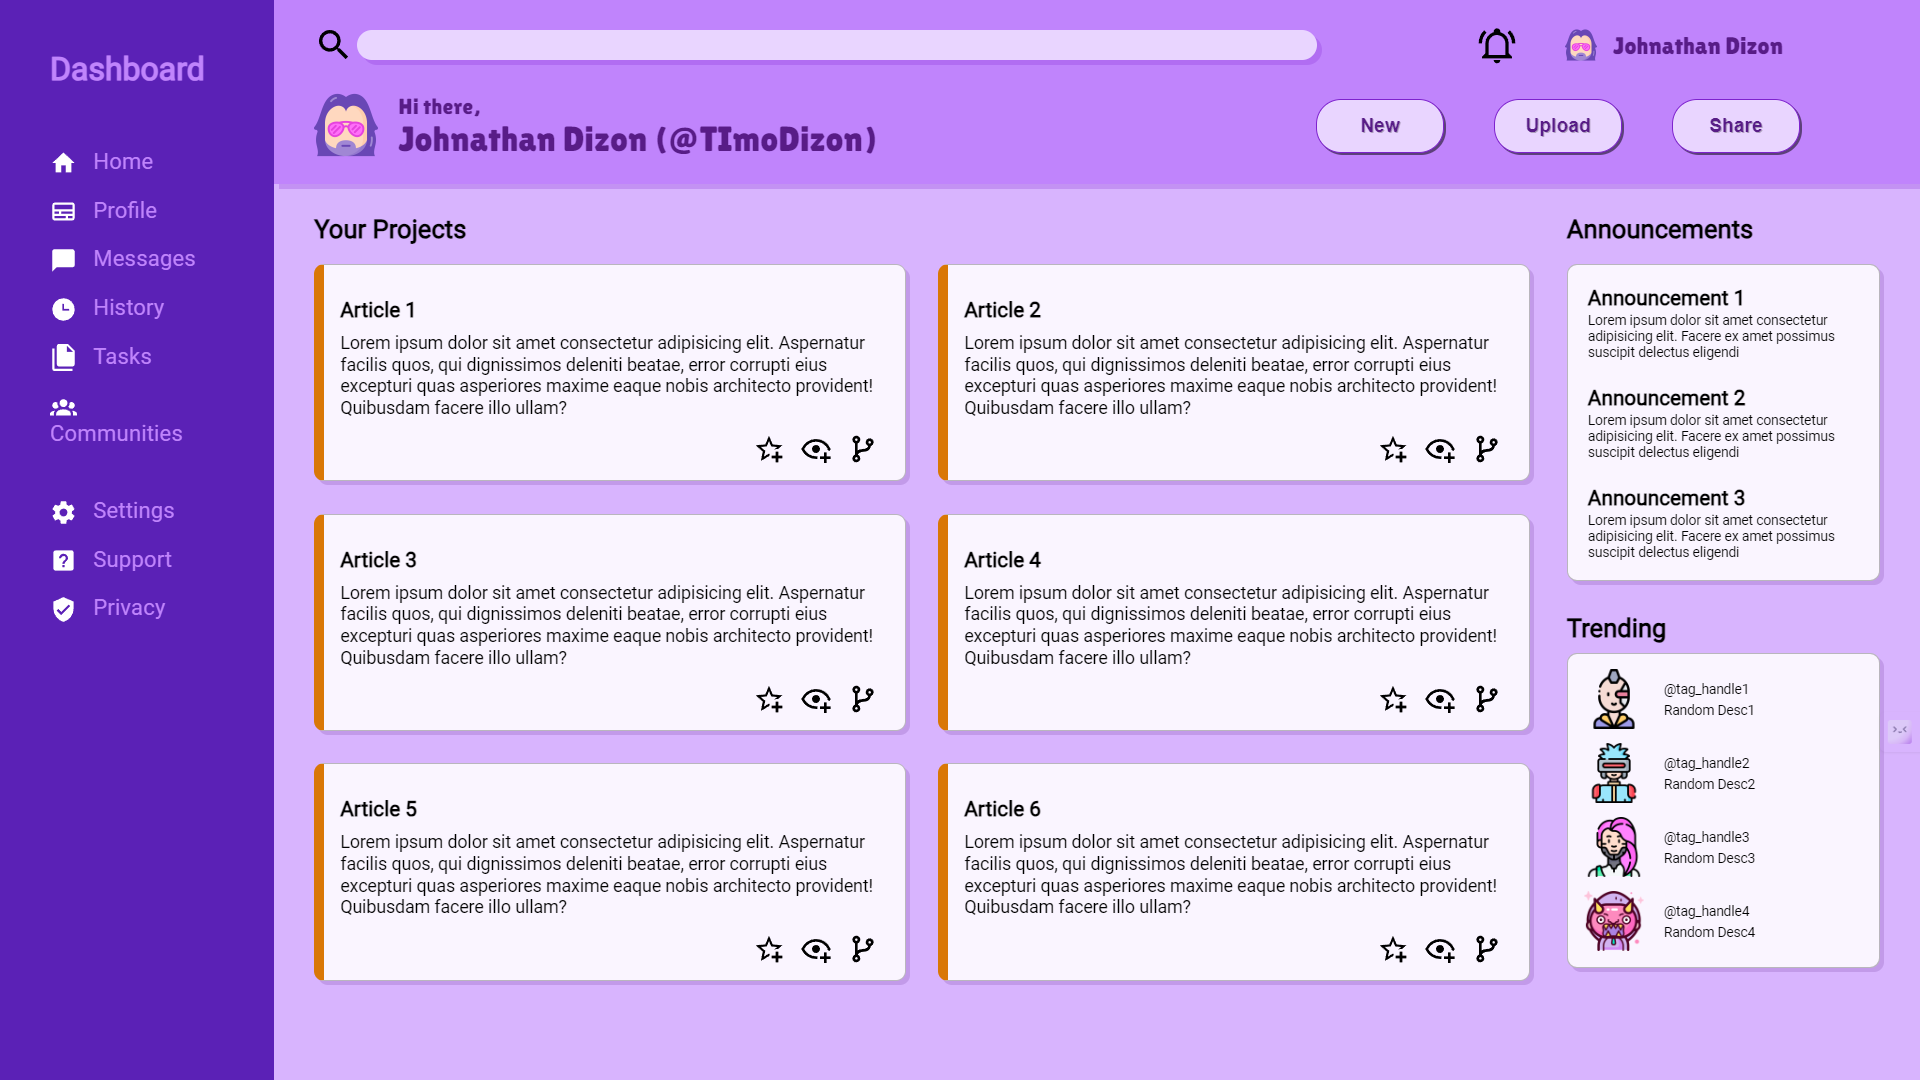 Dashboard
Home
Profile
Messages
History
Tasks
Communities
Settings
Support
Privacy
Johnathan Dizon
Hi there,
Johnathan Dizon (@TImoDizon)
New
Upload
Share
Your Projects
Article 1
Lorem ipsum dolor sit amet consectetur adipisicing elit. Aspernatur
facilis quos, qui dignissimos deleniti beatae, error corrupti eius
excepturi quas asperiores maxime eaque nobis architecto provident!
Quibusdam facere illo ullam?
Article 2
Lorem ipsum dolor sit amet consectetur adipisicing elit. Aspernatur
facilis quos, qui dignissimos deleniti beatae, error corrupti eius
excepturi quas asperiores maxime eaque nobis architecto provident!
Quibusdam facere illo ullam?
Article 3
Lorem ipsum dolor sit amet consectetur adipisicing elit. Aspernatur
facilis quos, qui dignissimos deleniti beatae, error corrupti eius
excepturi quas asperiores maxime eaque nobis architecto provident!
Quibusdam facere illo ullam?
Article 4
Lorem ipsum dolor sit amet consectetur adipisicing elit. Aspernatur
facilis quos, qui dignissimos deleniti beatae, error corrupti eius
excepturi quas asperiores maxime eaque nobis architecto provident!
Quibusdam facere illo ullam?
Article 5
Lorem ipsum dolor sit amet consectetur adipisicing elit. Aspernatur
facilis quos, qui dignissimos deleniti beatae, error corrupti eius
excepturi quas asperiores maxime eaque nobis architecto provident!
Quibusdam facere illo ullam?
Article 6
Lorem ipsum dolor sit amet consectetur adipisicing elit. Aspernatur
facilis quos, qui dignissimos deleniti beatae, error corrupti eius
excepturi quas asperiores maxime eaque nobis architecto provident!
Quibusdam facere illo ullam?
Announcements
Announcement 1
Lorem ipsum dolor sit amet consectetur
adipisicing elit. Facere ex amet possimus
suscipit delectus eligendi
Announcement 2
Lorem ipsum dolor sit amet consectetur
adipisicing elit. Facere ex amet possimus
suscipit delectus eligendi
Announcement 3
Lorem ipsum dolor sit amet consectetur
adipisicing elit. Facere ex amet possimus
suscipit delectus eligendi
Trending
@tag_handle1
Random Desc1
@tag_handle2
Random Desc2
@tag_handle3
Random Desc3
@tag_handle4
Random Desc4